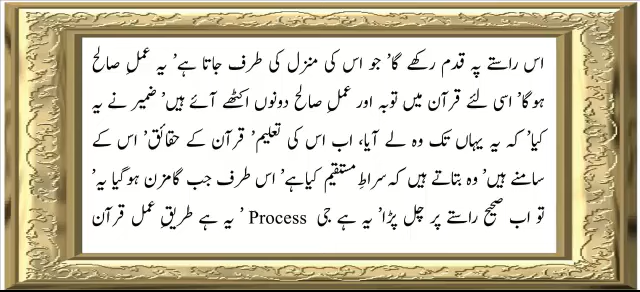 اس راستے پہ قدم رکھے گا’ جو اس کی منزل کی طرف جاتا ہے’ یہ عملِ صالح
ہوگا’ اسی لئے قرآن میں توبہ اور عملِ صالح دونوں اکٹھے آئے ہیں’ ضمیر نے یہ
کیا’ کہ یہ یہاں تک وہ لے آیا، اب اس کی تعلیم’ قرآن کے حقائق’ اس کے
سامنے ہیں’ وہ بتاتے ہیں کہ سراطِ مستقیم کیا ہے’ اس طرف جب گامزن ہوگیا یہ’
تو اب صحیح راستے پر چل پڑا’ یہ ہے جی Process ’ یہ ہے طریقِ عمل قرآن